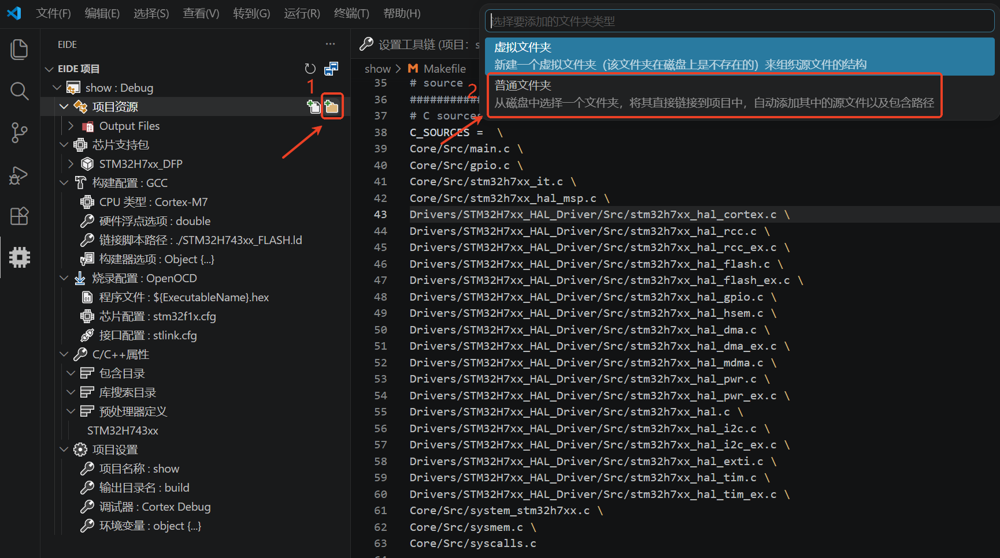 文件(F) 编辑(E) 选择(S) 查看(V) 转到(G) 运行(R) 终端(T) 帮助(H)
选择要添加的文件夹类型
虚拟文件夹
新建一个虚拟文件夹（该文件夹在磁盘上是不存在的）来组织源文件的结构
普通文件夹
从磁盘中选择一个文件夹，将其直接链接到项目中，自动添加其中的源文件以及包含路径
1
2
EIDE
EIDE 项目
show : Debug
项目资源
Output Files
芯片支持包
STM32H7xx_DFP
构建配置 : GCC
CPU 类型 : Cortex-M7
硬件浮点选项 : double
链接脚本路径 : ./STM32H743xx_FLASH.ld
构建器选项 : Object {...}
烧录配置 : OpenOCD
程序文件 : ${ExecutableName}.hex
芯片配置 : stm32f1x.cfg
接口配置 : stlink.cfg
C/C++属性
包含目录
库搜索目录
预处理器定义
STM32H743xx
项目设置
项目名称 : show
输出目录名 : build
调试器 : Cortex Debug
环境变量 : object {...}
设置工具链 (项目：s
show > M Makefile
35 # source
36 ###########
37 # C sources
38 C_SOURCES =  \
39 Core/Src/main.c \
40 Core/Src/gpio.c \
41 Core/Src/stm32h7xx_it.c \
42 Core/Src/stm32h7xx_hal_msp.c \
43 Drivers/STM32H7xx_HAL_Driver/Src/stm32h7xx_hal_cortex.c \
44 Drivers/STM32H7xx_HAL_Driver/Src/stm32h7xx_hal_rcc.c \
45 Drivers/STM32H7xx_HAL_Driver/Src/stm32h7xx_hal_rcc_ex.c \
46 Drivers/STM32H7xx_HAL_Driver/Src/stm32h7xx_hal_flash.c \
47 Drivers/STM32H7xx_HAL_Driver/Src/stm32h7xx_hal_flash_ex.c \
48 Drivers/STM32H7xx_HAL_Driver/Src/stm32h7xx_hal_gpio.c \
49 Drivers/STM32H7xx_HAL_Driver/Src/stm32h7xx_hal_hsem.c \
50 Drivers/STM32H7xx_HAL_Driver/Src/stm32h7xx_hal_dma.c \
51 Drivers/STM32H7xx_HAL_Driver/Src/stm32h7xx_hal_dma_ex.c \
52 Drivers/STM32H7xx_HAL_Driver/Src/stm32h7xx_hal_mdma.c \
53 Drivers/STM32H7xx_HAL_Driver/Src/stm32h7xx_hal_pwr.c \
54 Drivers/STM32H7xx_HAL_Driver/Src/stm32h7xx_hal_pwr_ex.c \
55 Drivers/STM32H7xx_HAL_Driver/Src/stm32h7xx_hal.c \
56 Drivers/STM32H7xx_HAL_Driver/Src/stm32h7xx_hal_i2c.c \
57 Drivers/STM32H7xx_HAL_Driver/Src/stm32h7xx_hal_i2c_ex.c \
58 Drivers/STM32H7xx_HAL_Driver/Src/stm32h7xx_hal_exti.c \
59 Drivers/STM32H7xx_HAL_Driver/Src/stm32h7xx_hal_tim.c \
60 Drivers/STM32H7xx_HAL_Driver/Src/stm32h7xx_hal_tim_ex.c \
61 Core/Src/system_stm32h7xx.c \
62 Core/Src/sysmem.c \
63 Core/Src/syscalls.c